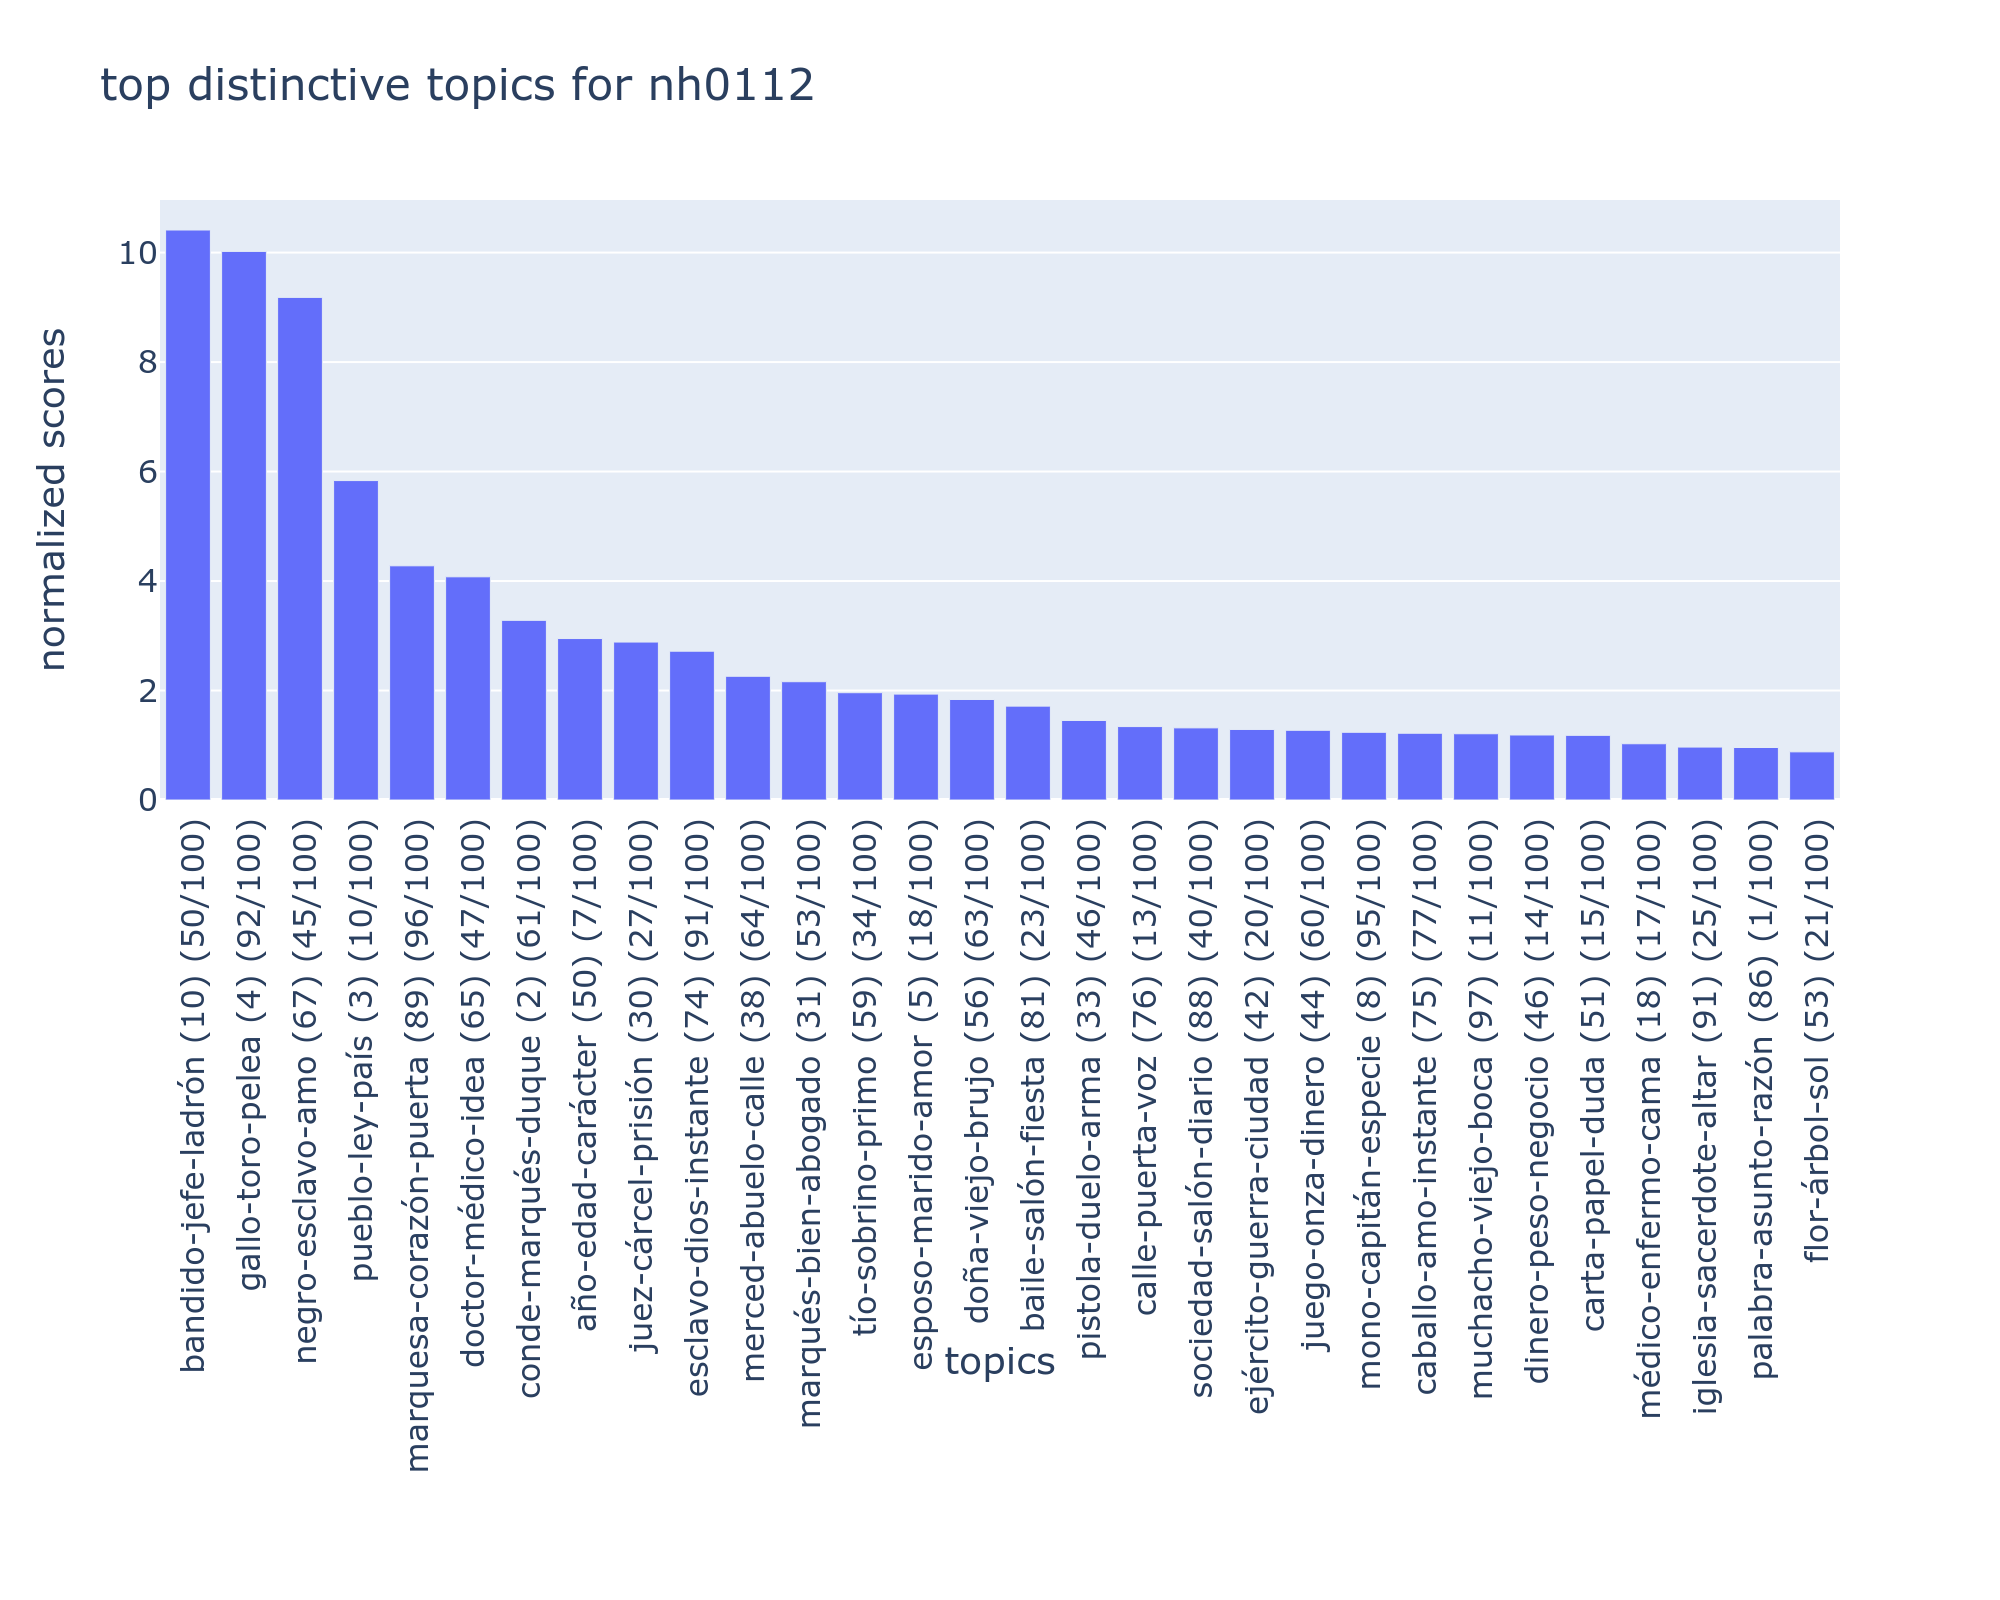 top distinctive topics for nh0112
normalized scores
10
8
6
4
2
0
bandido-jefe-ladrón (10) (50/100)
gallo-toro-pelea (4) (92/100)
negro-esclavo-amo (67) (45/100)
pueblo-ley-país (3) (10/100)
marquesa-corazón-puerta (89) (96/100)
doctor-médico-idea (65) (47/100)
conde-marqués-duque (2) (61/100)
año-edad-carácter (50) (7/100)
juez-cárcel-prisión (30) (27/100)
esclavo-dios-instante (74) (91/100)
merced-abuelo-calle (38) (64/100)
marqués-bien-abogado (31) (53/100)
tío-sobrino-primo (59) (34/100)
esposo-marido-amor (5) (18/100)
doña-viejo-brujo (56) (63/100)
baile-salón-fiesta (81) (23/100)
pistola-duelo-arma (33) (46/100)
calle-puerta-voz (76) (13/100)
sociedad-salón-diario (88) (40/100)
ejército-guerra-ciudad (42) (20/100)
juego-onza-dinero (44) (60/100)
mono-capitán-especie (8) (95/100)
caballo-amo-instante (75) (77/100)
muchacho-viejo-boca (97) (11/100)
dinero-peso-negocio (46) (14/100)
carta-papel-duda (51) (15/100)
médico-enfermo-cama (18) (17/100)
iglesia-sacerdote-altar (91) (25/100)
palabra-asunto-razón (86) (1/100)
flor-árbol-sol (53) (21/100)
topics